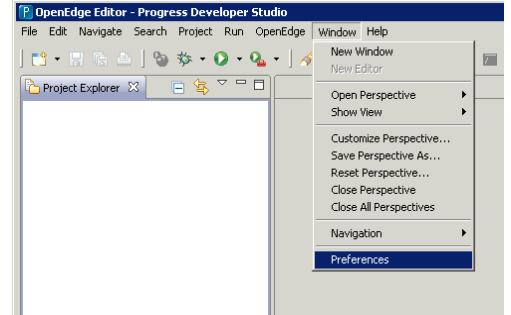 OpenEdge Editor - Progress Developer Studio
File Edit Navigate Search Project Run OpenEdge Window Help
New Window
New Editor
Project Explorer
Open Perspective
Show View
Customize Perspective...
Save Perspective As...
Reset Perspective...
Close Perspective
Close All Perspectives
Navigation
Preferences